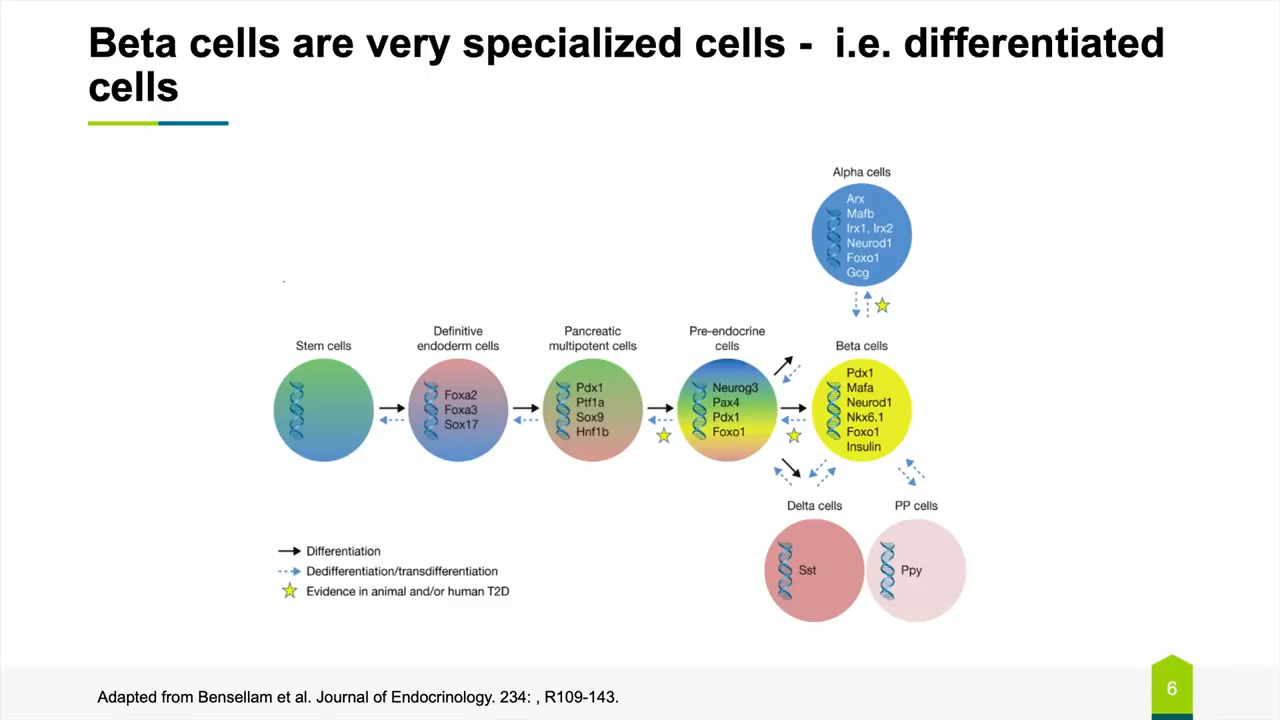 Beta cells are very specialized cells -  i.e. differentiated
cells
Alpha cells
Arx
Mafb
Irx1, Irx2
Neurod1
Foxo1
Gcg
Stem cells
Definitive
endoderm cells
Foxa2
Foxa3
Sox17
Pancreatic
multipotent cells
Pdx1
Ptf1a
Sox9
Hnf1b
Pre-endocrine
cells
Neurog3
Pax4
Pdx1
Foxo1
Beta cells
Pdx1
Mafa
Neurod1
Nkx6.1
Foxo1
Insulin
Delta cells
Sst
PP cells
Ppy
Differentiation
Dedifferentiation/transdifferentiation
Evidence in animal and/or human T2D
Adapted from Bensellam et al. Journal of Endocrinology. 234: , R109-143.
6